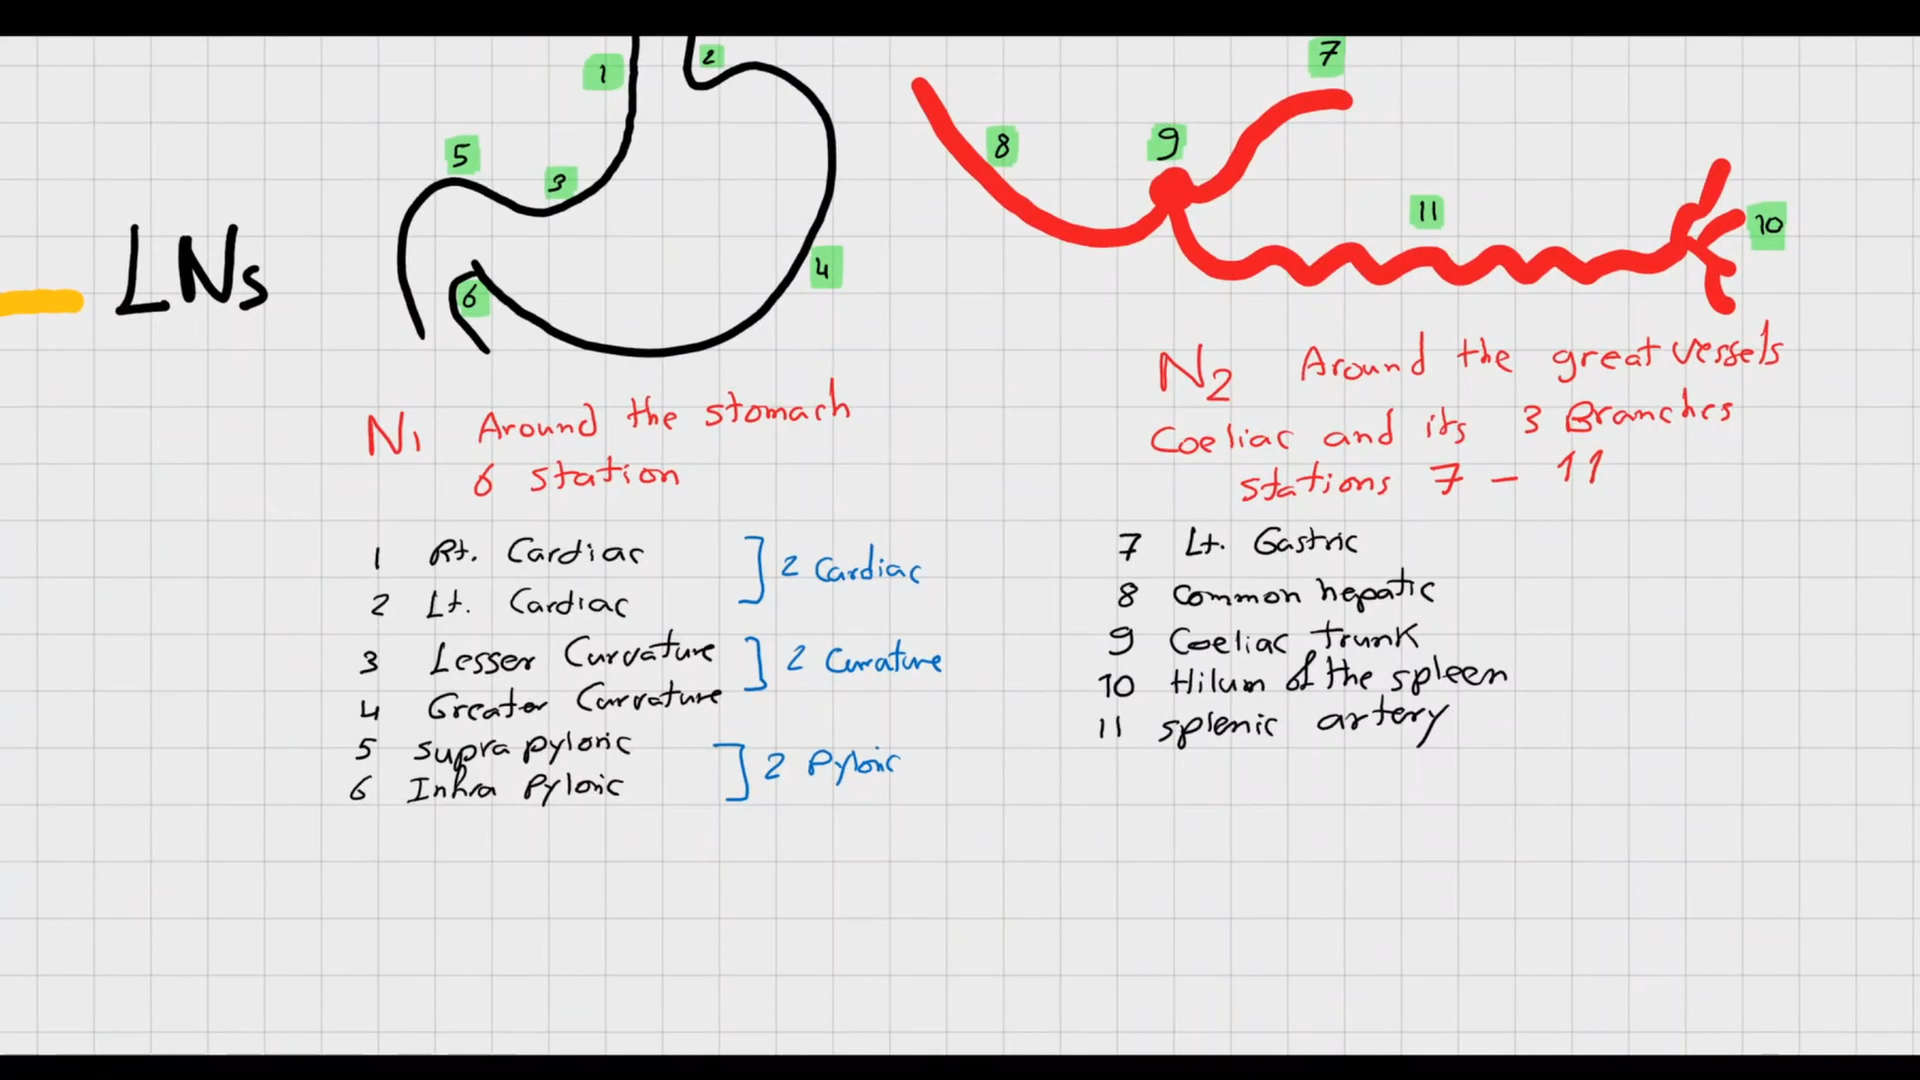 1
2
7
5
3
8
9
11
10
4
6
LNs
N1 Around the stomach
6 station
N2 Around the great vessels
Coeliac and its 3 Branches
stations 7 - 11
1 Rt. Cardiac
2 Lt. Cardiac
] 2 Cardiac
3 Lesser Curvature
4 Greater Curvature
] 2 Curvature
5 supra pyloric
6 Infra Pyloric
] 2 Pyloric
7 Lt. Gastric
8 Common hepatic
9 Coeliac trunk
10 Hilum of the spleen
11 splenic artery